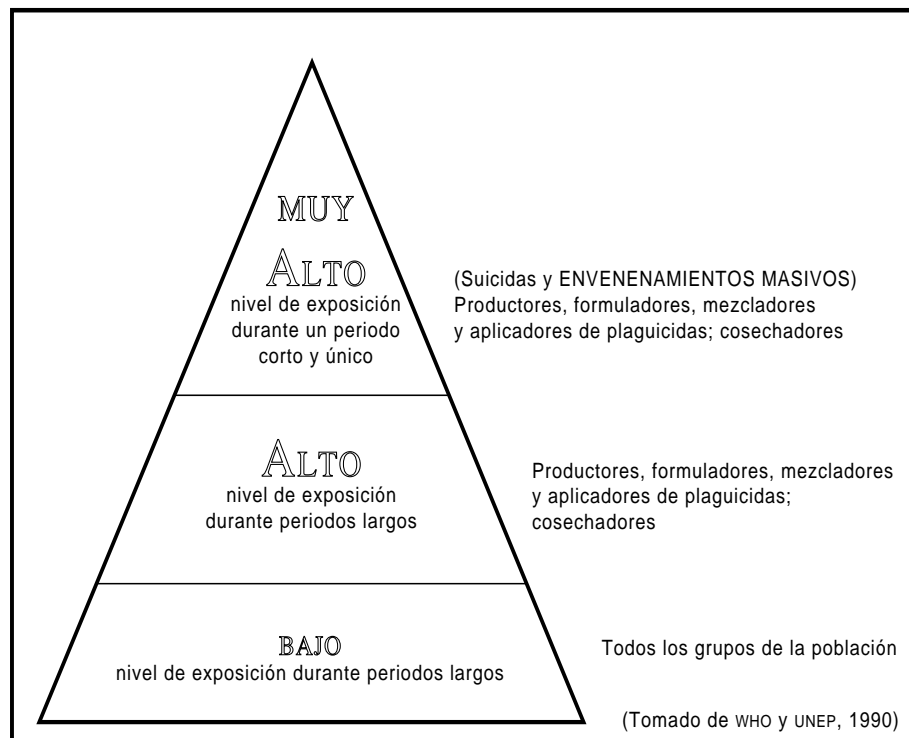 MUY
ALTO
nivel de exposición
durante un periodo
corto y único
(Suicidas y ENVENENAMIENTOS MASIVOS)
Productores, formuladores, mezcladores
y aplicadores de plaguicidas; cosechadores
ALTO
nivel de exposición
durante periodos largos
Productores, formuladores, mezcladores
y aplicadores de plaguicidas;
cosechadores
BAJO
nivel de exposición durante periodos largos
Todos los grupos de la población
(Tomado de WHO y UNEP, 1990)